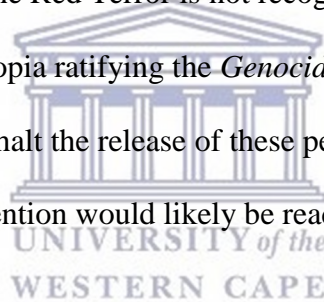 he Red Terror is not recog
opia ratifying the Genocid
halt the release of these pe
ention would likely be read
UNIVERSITY of the
WESTERN CAPE